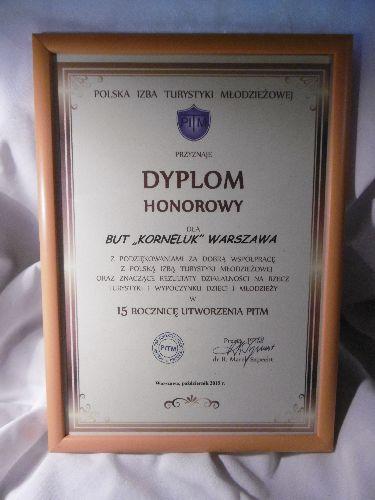 POLSKA IZBA TURYSTYKI MŁODZIEŻOWEJ
PITM
PRZYZNAJE
DYPLOM
HONOROWY
DLA
BUT „KORNELUK" WARSZAWA
Z PODZIĘKOWANIAMI ZA DOBRĄ WSPÓŁPRACĘ
Z POLSKĄ IZBĄ TURYSTYKI MŁODZIEŻOWEJ
ORAZ ZNACZĄCE REZULTATY DZIAŁALNOŚCI NA RZECZ
TURYSTYKI I WYPOCZYNKU DZIECI I MŁODZIEŻY
W
15 ROCZNICĘ UTWORZENIA PITM
PITM
dr B. Marek
Warszawa, październik 2015 r.